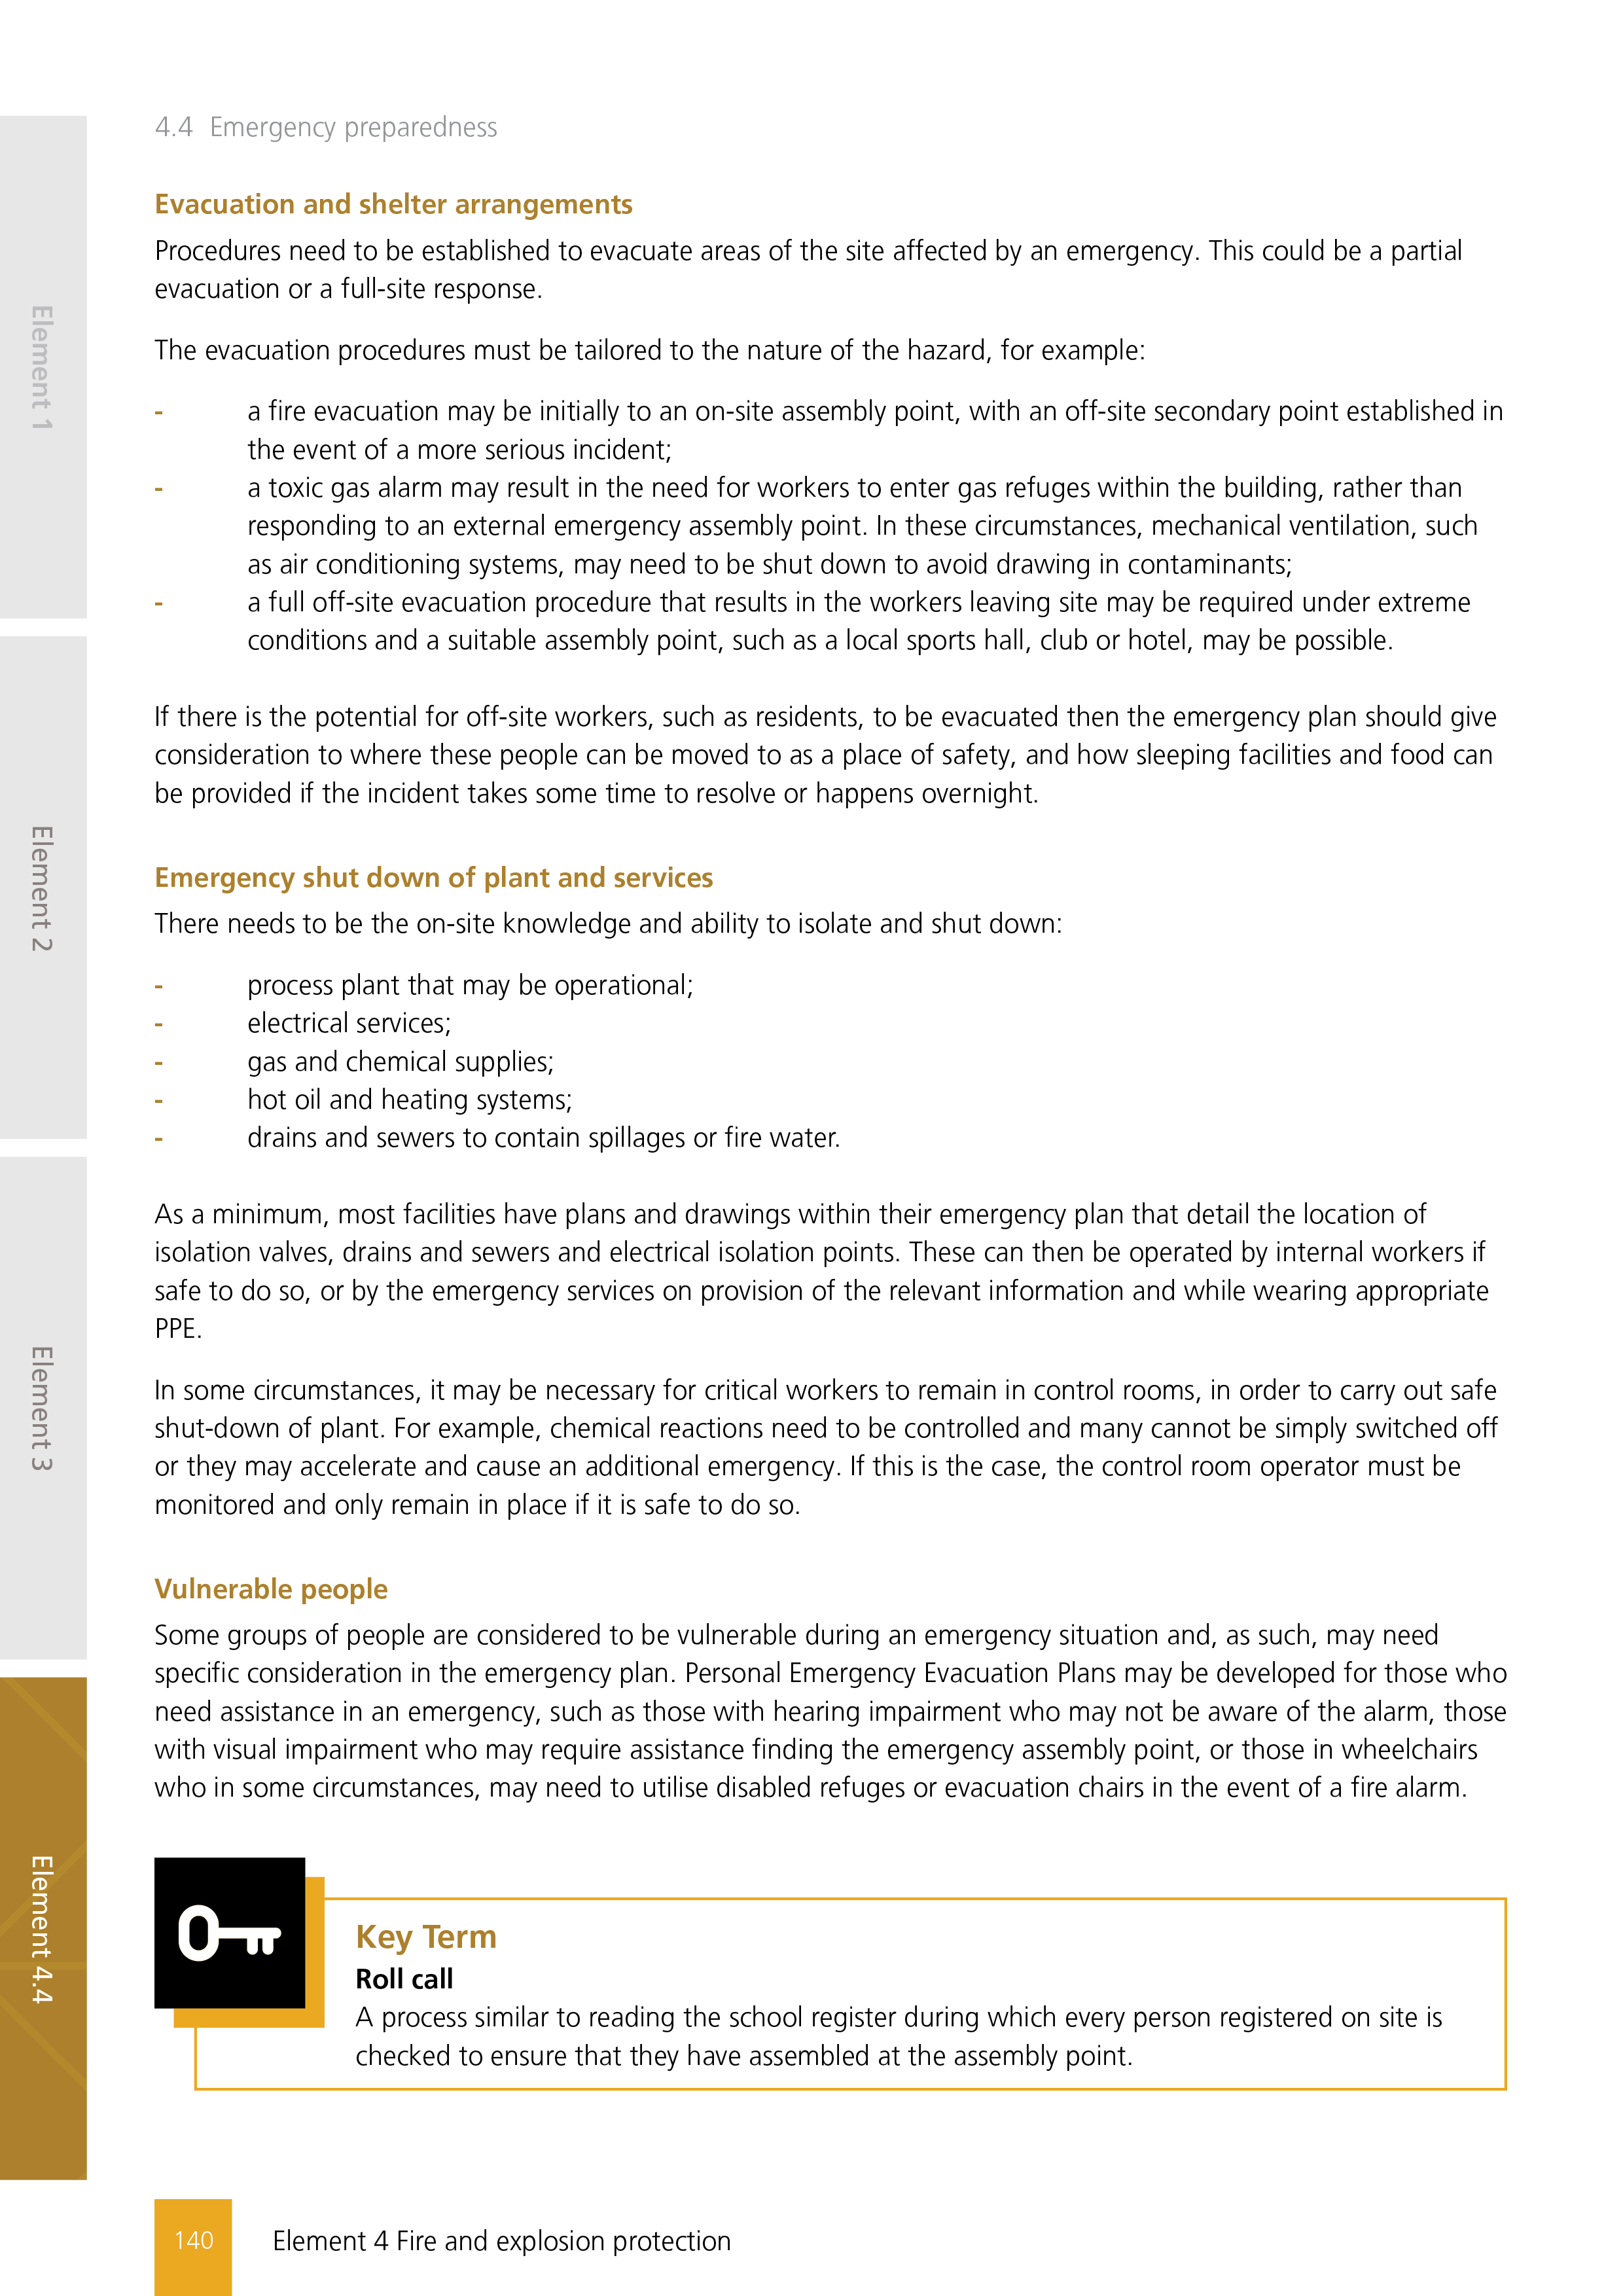 4.4 Emergency preparedness
Evacuation and shelter arrangements
Procedures need to be established to evacuate areas of the site affected by an emergency. This could be a partial
evacuation or a full-site response.
The evacuation procedures must be tailored to the nature of the hazard, for example:
- a fire evacuation may be initially to an on-site assembly point, with an off-site secondary point established in
the event of a more serious incident;
- a toxic gas alarm may result in the need for workers to enter gas refuges within the building, rather than
responding to an external emergency assembly point. In these circumstances, mechanical ventilation, such
as air conditioning systems, may need to be shut down to avoid drawing in contaminants;
- a full off-site evacuation procedure that results in the workers leaving site may be required under extreme
conditions and a suitable assembly point, such as a local sports hall, club or hotel, may be possible.
If there is the potential for off-site workers, such as residents, to be evacuated then the emergency plan should give
consideration to where these people can be moved to as a place of safety, and how sleeping facilities and food can
be provided if the incident takes some time to resolve or happens overnight.
Emergency shut down of plant and services
There needs to be the on-site knowledge and ability to isolate and shut down:
- process plant that may be operational;
- electrical services;
- gas and chemical supplies;
- hot oil and heating systems;
- drains and sewers to contain spillages or fire water.
As a minimum, most facilities have plans and drawings within their emergency plan that detail the location of
isolation valves, drains and sewers and electrical isolation points. These can then be operated by internal workers if
safe to do so, or by the emergency services on provision of the relevant information and while wearing appropriate
PPE.
In some circumstances, it may be necessary for critical workers to remain in control rooms, in order to carry out safe
shut-down of plant. For example, chemical reactions need to be controlled and many cannot be simply switched off
or they may accelerate and cause an additional emergency. If this is the case, the control room operator must be
monitored and only remain in place if it is safe to do so.
Vulnerable people
Some groups of people are considered to be vulnerable during an emergency situation and, as such, may need
specific consideration in the emergency plan. Personal Emergency Evacuation Plans may be developed for those who
need assistance in an emergency, such as those with hearing impairment who may not be aware of the alarm, those
with visual impairment who may require assistance finding the emergency assembly point, or those in wheelchairs
who in some circumstances, may need to utilise disabled refuges or evacuation chairs in the event of a fire alarm.
Key Term
Roll call
A process similar to reading the school register during which every person registered on site is
checked to ensure that they have assembled at the assembly point.
140 Element 4 Fire and explosion protection
Element 1
Element 2
Element 3
Element 4.4